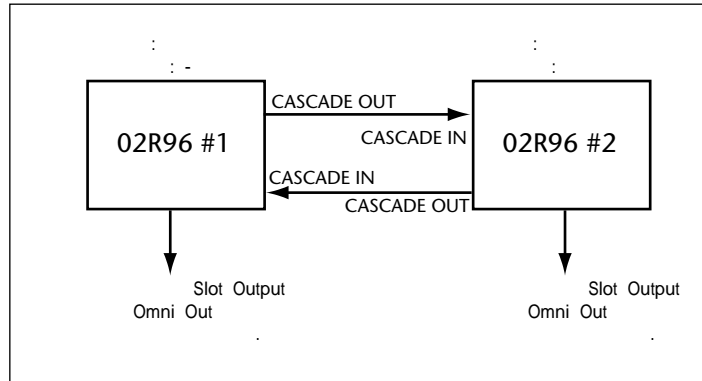 : :
: - :
CASCADE OUT
02R96 #1 CASCADE IN 02R96 #2
CASCADE IN
CASCADE OUT
Slot Output Slot Output
Omni Out Omni Out
. .